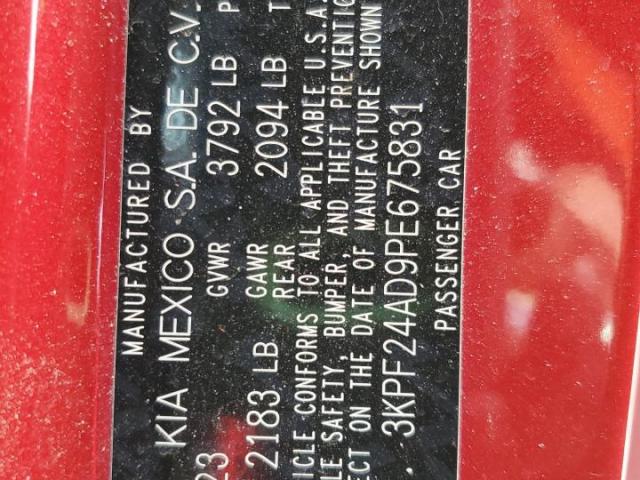 MANUFACTURED BY
KIA MEXICO S.A. DE C.V.
23 GVWR 3792 LB
2183 LB GAWR REAR 2094 LB
ICLE CONFORMS TO ALL APPLICABLE U.S.A.
LE SAFETY, BUMPER, AND THEFT PREVENTIO
ECT ON THE DATE OF MANUFACTURE SHOWN
3KPF24AD9PE675831
PASSENGER CAR